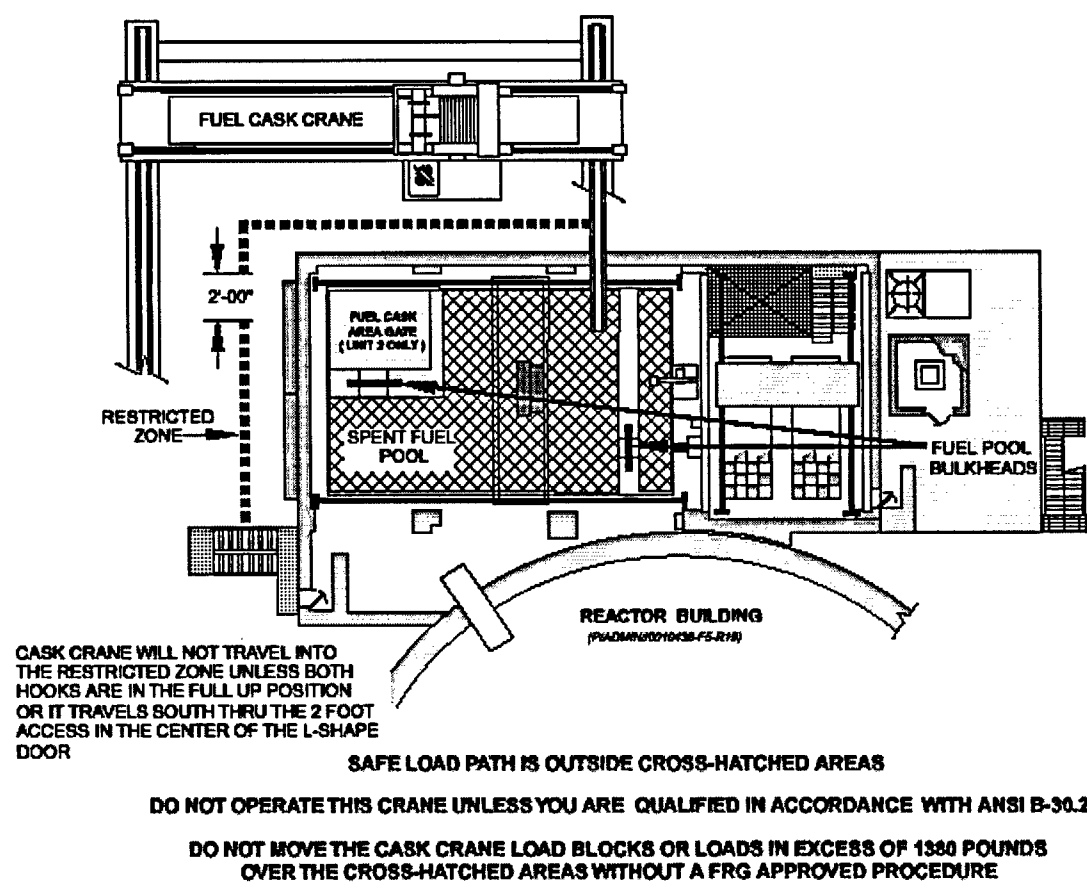 FUEL CASK CRANE
2'-00"
FUEL CASK
AREA GATE
( UNIT 2 ONLY )
RESTRICTED
ZONE
SPENT FUEL
POOL
FUEL POOL
BULKHEADS
REACTOR BUILDING
CASK CRANE WILL NOT TRAVEL INTO
THE RESTRICTED ZONE UNLESS BOTH
HOOKS ARE IN THE FULL UP POSITION
OR IT TRAVELS SOUTH THRU THE 2 FOOT
ACCESS IN THE CENTER OF THE L-SHAPE
DOOR
SAFE LOAD PATH IS OUTSIDE CROSS-HATCHED AREAS
DO NOT OPERATE THIS CRANE UNLESS YOU ARE QUALIFIED IN ACCORDANCE WITH ANSI B-30.2
DO NOT MOVE THE CASK CRANE LOAD BLOCKS OR LOADS IN EXCESS OF 1380 POUNDS
OVER THE CROSS-HATCHED AREAS WITHOUT A FRG APPROVED PROCEDURE